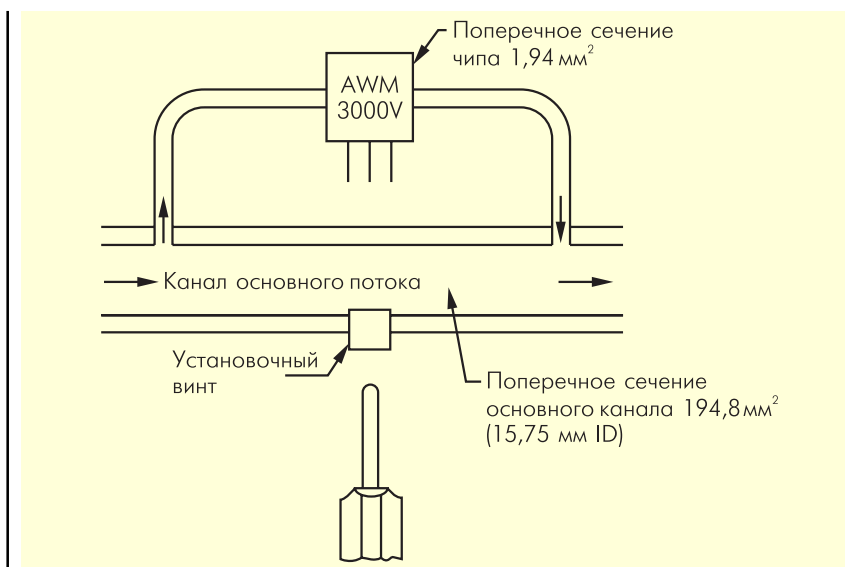 Поперечное сечение
чипа 1,94 мм²
AWM
3000V
Канал основного потока
Установочный
винт
Поперечное сечение
основного канала 194,8 мм²
(15,75 мм ID)